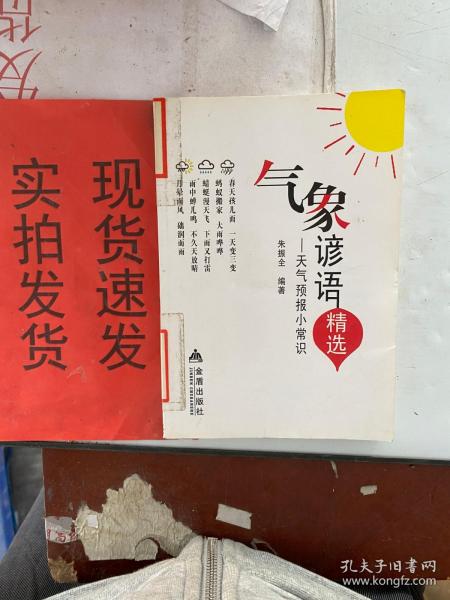 现货速发
实拍发货
气象谚语
精选
——天气预报小常识
朱振全 编著
春天孩儿面 一天变三变
蚂蚁搬家 大雨哗哗
蜻蜓漫天飞 下雨又打雷
雨中蝉儿鸣 不久天放晴
月晕而风 础润而雨
金盾出版社
JINDUN CHUBANSHE
孔夫子旧书网
www.kongfz.com